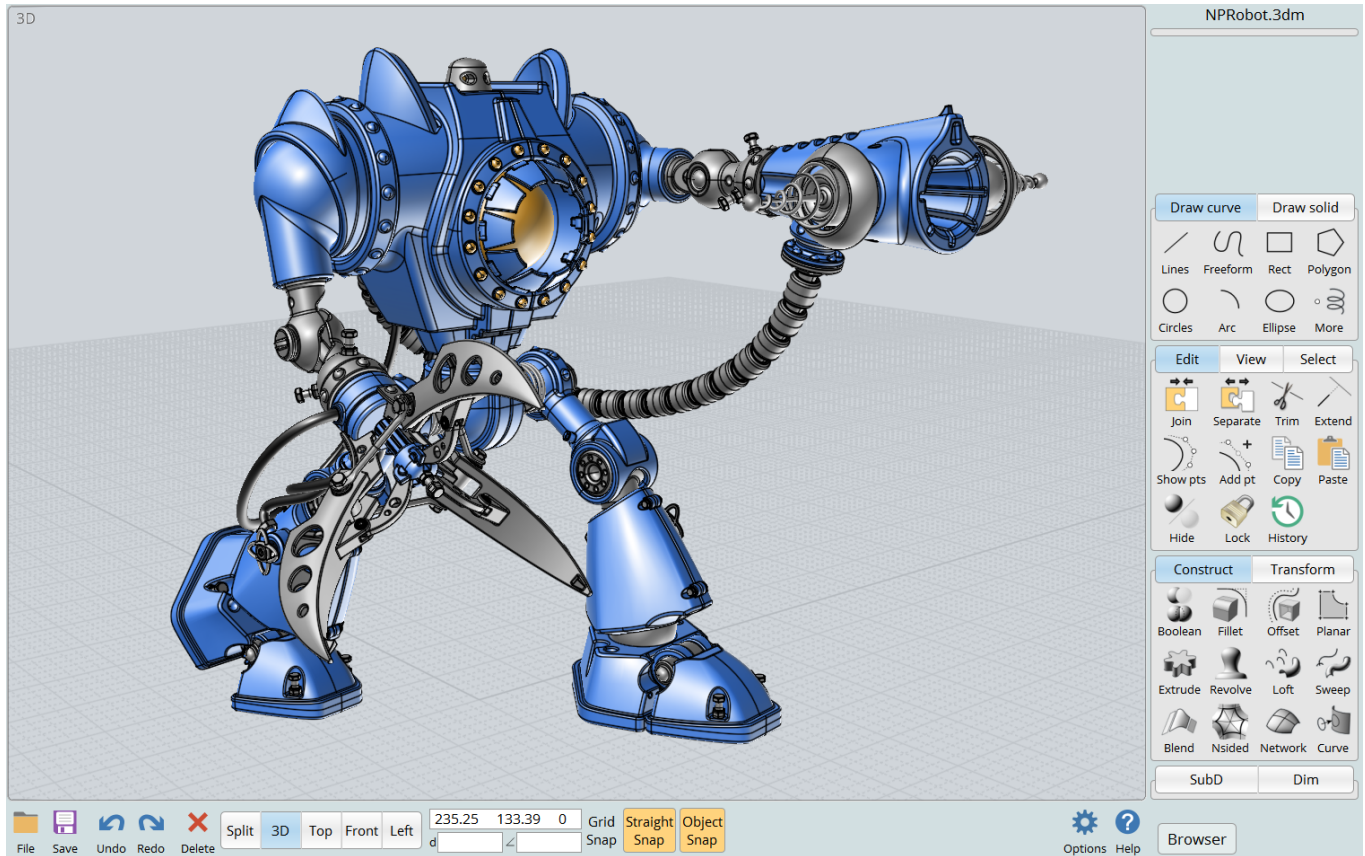 3D
NPRobot.3dm
Draw curve Draw solid
Lines Freeform Rect Polygon
Circles Arc Ellipse More
Edit View Select
Join Separate Trim Extend
Show pts Add pt Copy Paste
Hide Lock History
Construct Transform
Boolean Fillet Offset Planar
Extrude Revolve Loft Sweep
Blend Nsided Network Curve
SubD Dim
File Save Undo Redo Delete
Split 3D Top Front Left
235.25 133.39 0
d ∠
Grid
Snap
Straight
Snap
Object
Snap
Options Help
Browser